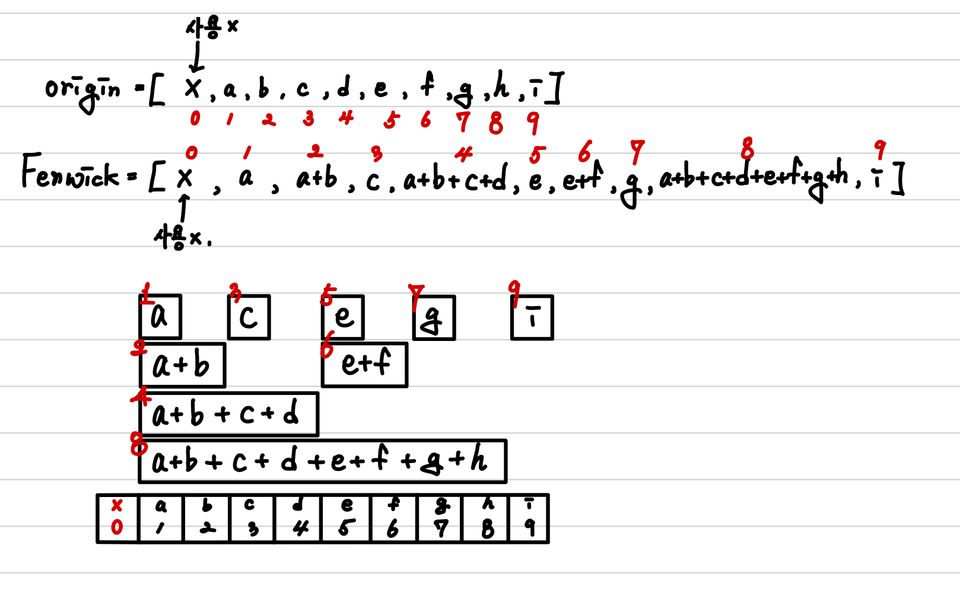 사용x
origin = [ x, a, b, c, d, e, f, g, h, i ]
0 1 2 3 4 5 6 7 8 9
0 1 2 3 4 5 6 7 8 9
Fenwick = [ x, a, a+b, c, a+b+c+d, e, e+f, g, a+b+c+d+e+f+g+h, i ]
사용x.
1 3 5 7 9
a c e g i
2 6
a+b e+f
4
a+b+c+d
8
a+b+c+d+e+f+g+h
x a b c d e f g h i
0 1 2 3 4 5 6 7 8 9